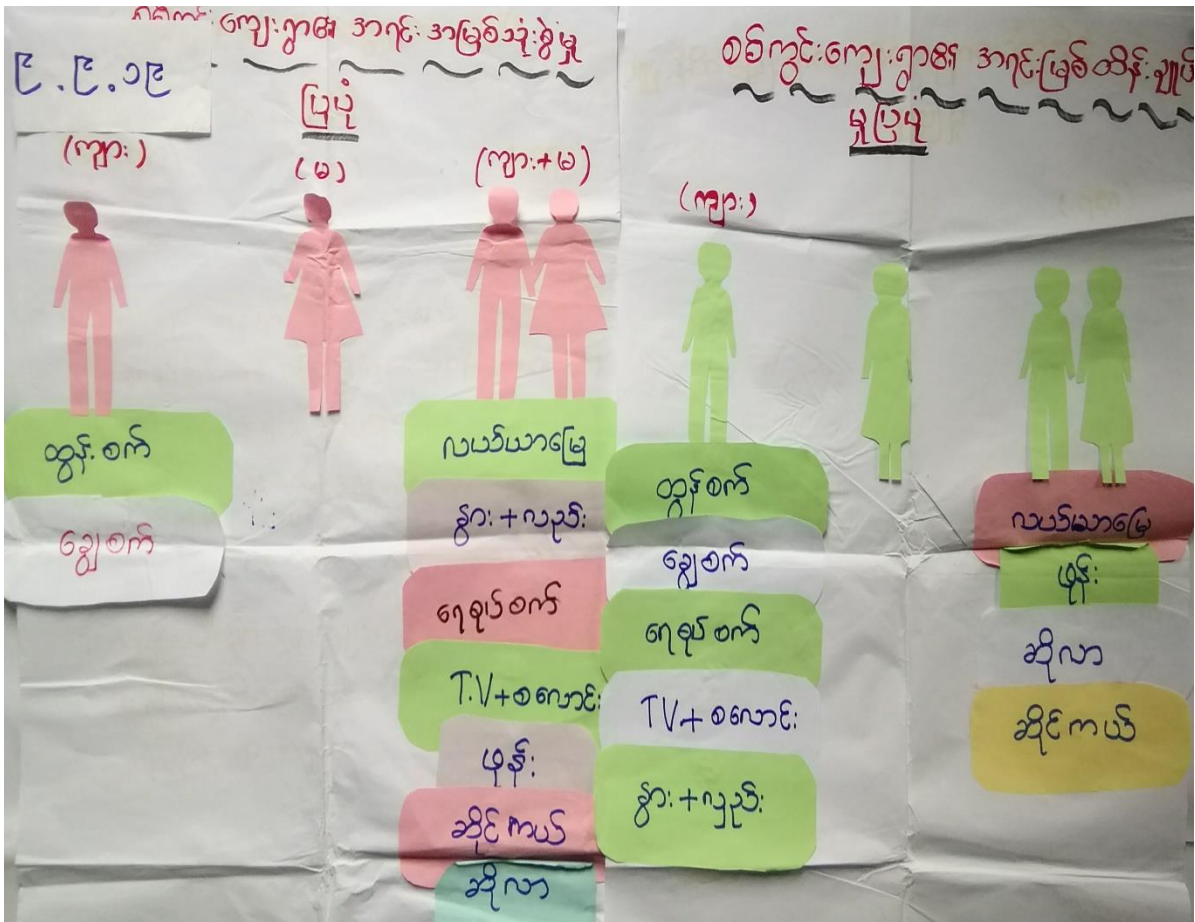 ကျေးရွာ၏ အရင်းအမြစ်သုံးစွဲမှု
ပြပုံ
၉.၉.၁၉
(ကျား)
(မ)
(ကျား+မ)
ထွန်းစက်
ချွေစက်
လယ်ယာမြေ
နွား+လှည်း
ရေစုပ်စက်
T.V+စလောင်း
ဖုန်း
ဆိုင်ကယ်
ဆိုလာ
စစ်ကွင်းကျေးရွာ၏ အရင်းမြစ်ထိန်းချုပ်
မှုပြပုံ
(ကျား)
ထွန်စက်
ချွေစက်
ရေစုပ်စက်
TV+စလောင်း
နွား+လှည်း
လယ်ယာမြေ
ဖုန်း
ဆိုလာ
ဆိုင်ကယ်